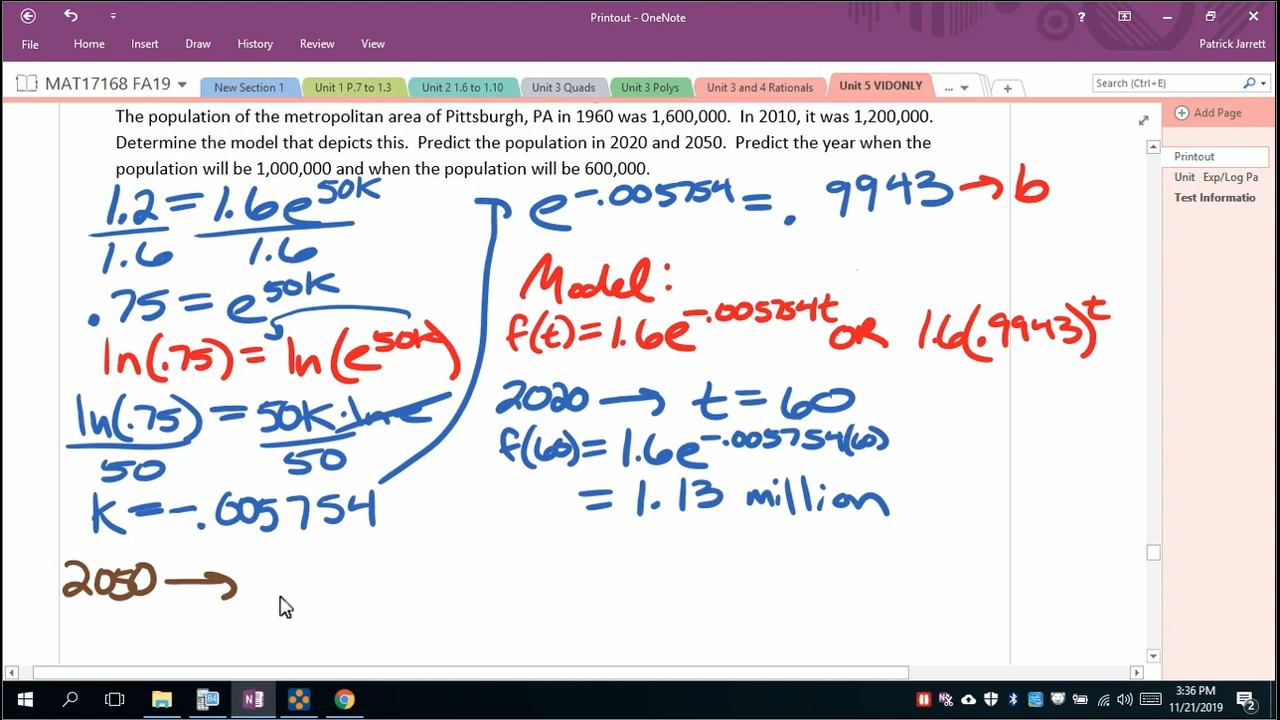 Printout - OneNote
?
File Home Insert Draw History Review View
Patrick Jarrett
MAT17168 FA19
New Section 1
Unit 1 P.7 to 1.3
Unit 2 1.6 to 1.10
Unit 3 Quads
Unit 3 Polys
Unit 3 and 4 Rationals
Unit 5 VIDONLY
...
+
Search (Ctrl+E)
Add Page
Printout
Unit Exp/Log Pa
Test Informatio
The population of the metropolitan area of Pittsburgh, PA in 1960 was 1,600,000. In 2010, it was 1,200,000.
Determine the model that depicts this. Predict the population in 2020 and 2050. Predict the year when the
population will be 1,000,000 and when the population will be 600,000.
1.2 = 1.6e^50K
1.6 1.6
.75 = e^50K
ln(.75) = ln(e^50K)
ln(.75) = 50K·lne
50 50
K = -.005754
2050 →
e^-.005754 = .9943 → b
Model:
f(t) = 1.6e^-.005754t OR 1.6(.9943)^t
2020 → t = 60
f(60) = 1.6e^-.005754(60)
= 1.13 million
3:36 PM
11/21/2019
2